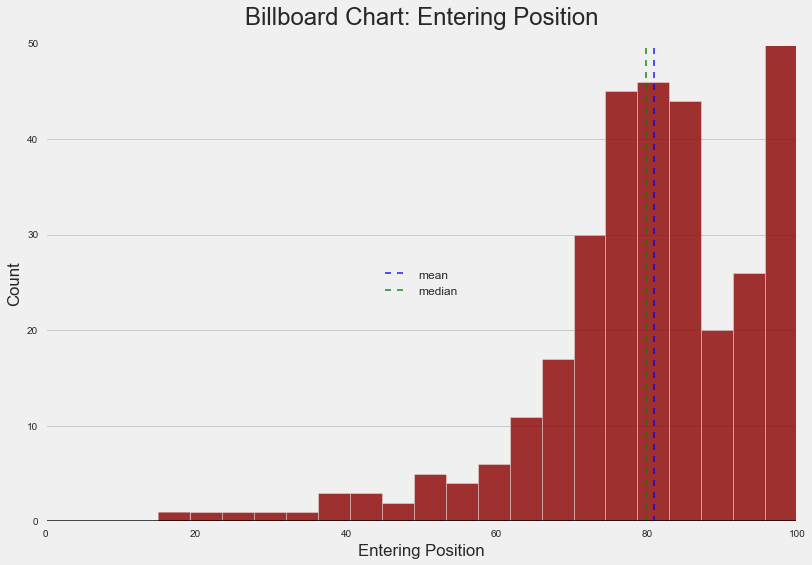 Billboard Chart: Entering Position
50
40
30
20
10
0
Count
mean
median
0 20 40 60 80 100
Entering Position